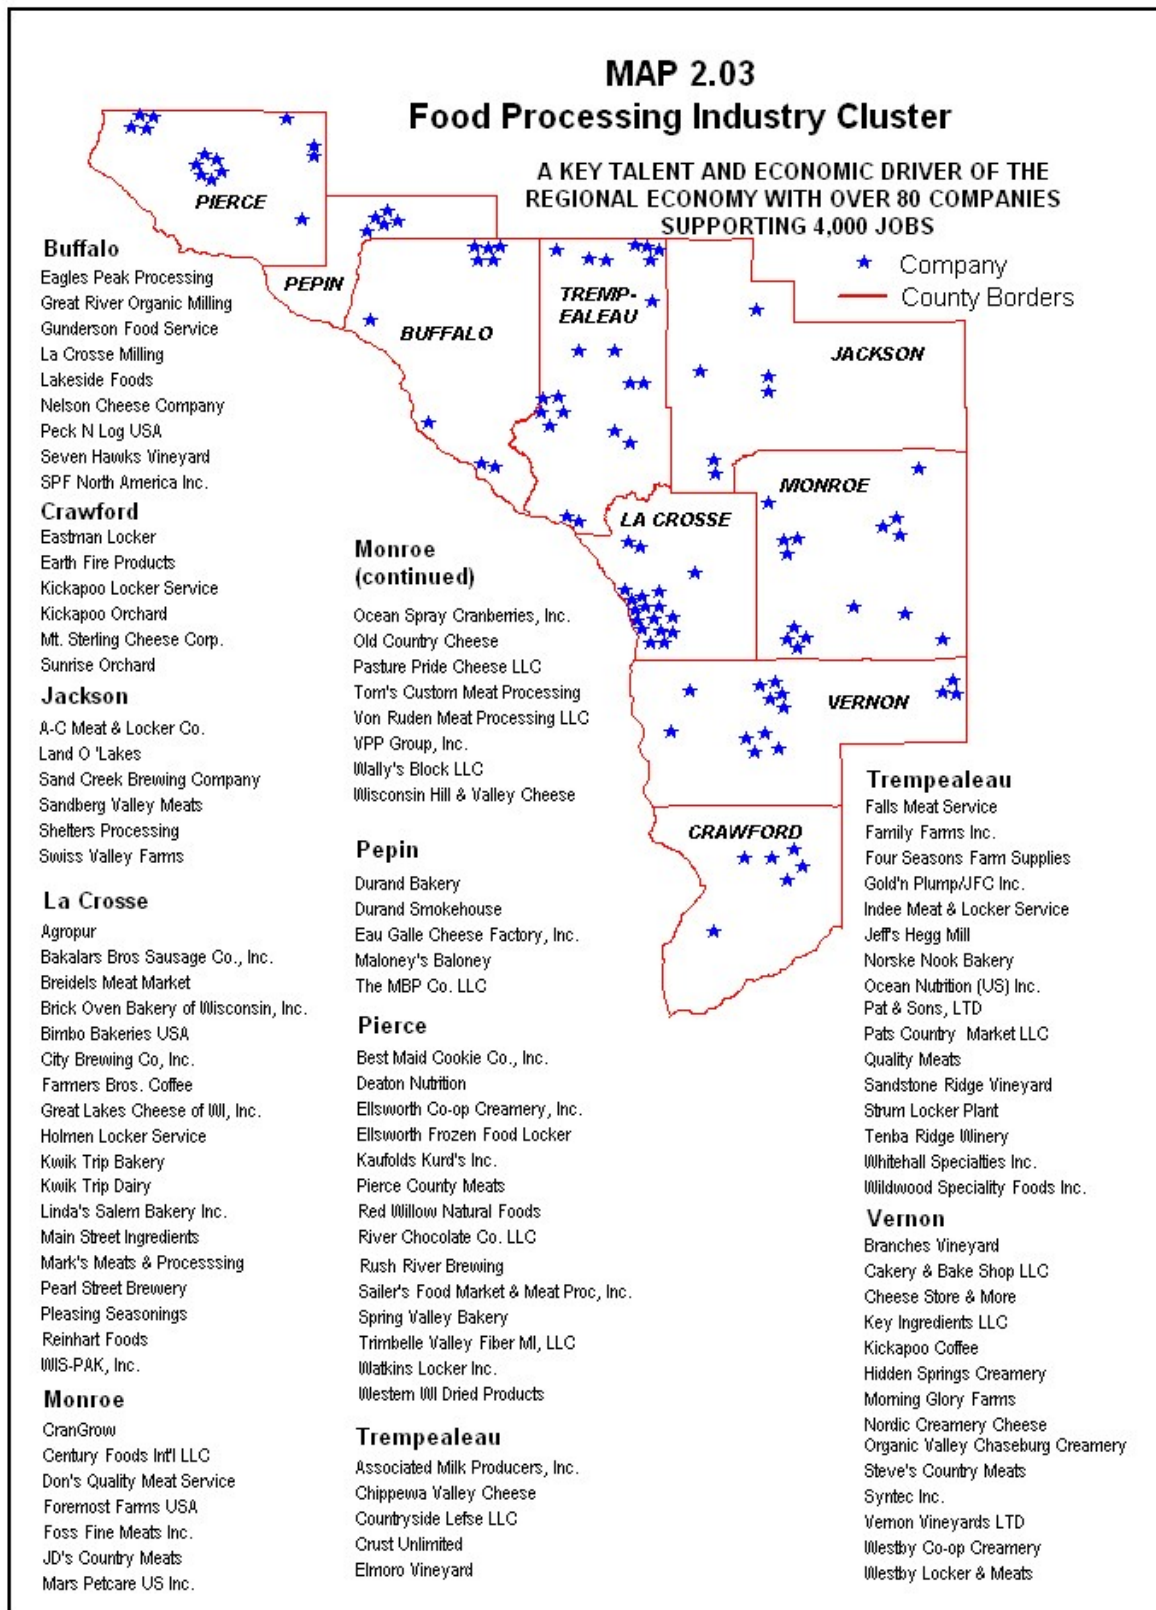 MAP 2.03
Food Processing Industry Cluster
A KEY TALENT AND ECONOMIC DRIVER OF THE
REGIONAL ECONOMY WITH OVER 80 COMPANIES
SUPPORTING 4,000 JOBS
Company
County Borders
PIERCE
PEPIN
BUFFALO
TREMP-
EALEAU
JACKSON
MONROE
LA CROSSE
VERNON
CRAWFORD
Buffalo
Eagles Peak Processing
Great River Organic Milling
Gunderson Food Service
La Crosse Milling
Lakeside Foods
Nelson Cheese Company
Peck N Log USA
Seven Hawks Vineyard
SPF North America Inc.
Crawford
Eastman Locker
Earth Fire Products
Kickapoo Locker Service
Kickapoo Orchard
Mt. Sterling Cheese Corp.
Sunrise Orchard
Jackson
A-C Meat & Locker Co.
Land O 'Lakes
Sand Creek Brewing Company
Sandberg Valley Meats
Shelters Processing
Swiss Valley Farms
La Crosse
Agropur
Bakalars Bros Sausage Co., Inc.
Breidels Meat Market
Brick Oven Bakery of Wisconsin, Inc.
Bimbo Bakeries USA
City Brewing Co, Inc.
Farmers Bros. Coffee
Great Lakes Cheese of WI, Inc.
Holmen Locker Service
Kwik Trip Bakery
Kwik Trip Dairy
Linda's Salem Bakery Inc.
Main Street Ingredients
Mark's Meats & Processsing
Pearl Street Brewery
Pleasing Seasonings
Reinhart Foods
WIS-PAK, Inc.
Monroe
CranGrow
Century Foods Int'l LLC
Don's Quality Meat Service
Foremost Farms USA
Foss Fine Meats Inc.
JD's Country Meats
Mars Petcare US Inc.
Monroe
(continued)
Ocean Spray Cranberries, Inc.
Old Country Cheese
Pasture Pride Cheese LLC
Tom's Custom Meat Processing
Von Ruden Meat Processing LLC
VPP Group, Inc.
Wally's Block LLC
Wisconsin Hill & Valley Cheese
Pepin
Durand Bakery
Durand Smokehouse
Eau Galle Cheese Factory, Inc.
Maloney's Baloney
The MBP Co. LLC
Pierce
Best Maid Cookie Co., Inc.
Deaton Nutrition
Ellsworth Co-op Creamery, Inc.
Ellsworth Frozen Food Locker
Kaufolds Kurd's Inc.
Pierce County Meats
Red Willow Natural Foods
River Chocolate Co. LLC
Rush River Brewing
Sailer's Food Market & Meat Proc, Inc.
Spring Valley Bakery
Trimbelle Valley Fiber MI, LLC
Watkins Locker Inc.
Western WI Dried Products
Trempealeau
Associated Milk Producers, Inc.
Chippewa Valley Cheese
Countryside Lefse LLC
Crust Unlimited
Elmoro Vineyard
Trempealeau
Falls Meat Service
Family Farms Inc.
Four Seasons Farm Supplies
Gold'n Plump/JFC Inc.
Indee Meat & Locker Service
Jeff's Hegg Mill
Norske Nook Bakery
Ocean Nutrition (US) Inc.
Pat & Sons, LTD
Pats Country Market LLC
Quality Meats
Sandstone Ridge Vineyard
Strum Locker Plant
Tenba Ridge Winery
Whitehall Specialties Inc.
Wildwood Speciality Foods Inc.
Vernon
Branches Vineyard
Cakery & Bake Shop LLC
Cheese Store & More
Key Ingredients LLC
Kickapoo Coffee
Hidden Springs Creamery
Morning Glory Farms
Nordic Creamery Cheese
Organic Valley Chaseburg Creamery
Steve's Country Meats
Syntec Inc.
Vernon Vineyards LTD
Westby Co-op Creamery
Westby Locker & Meats